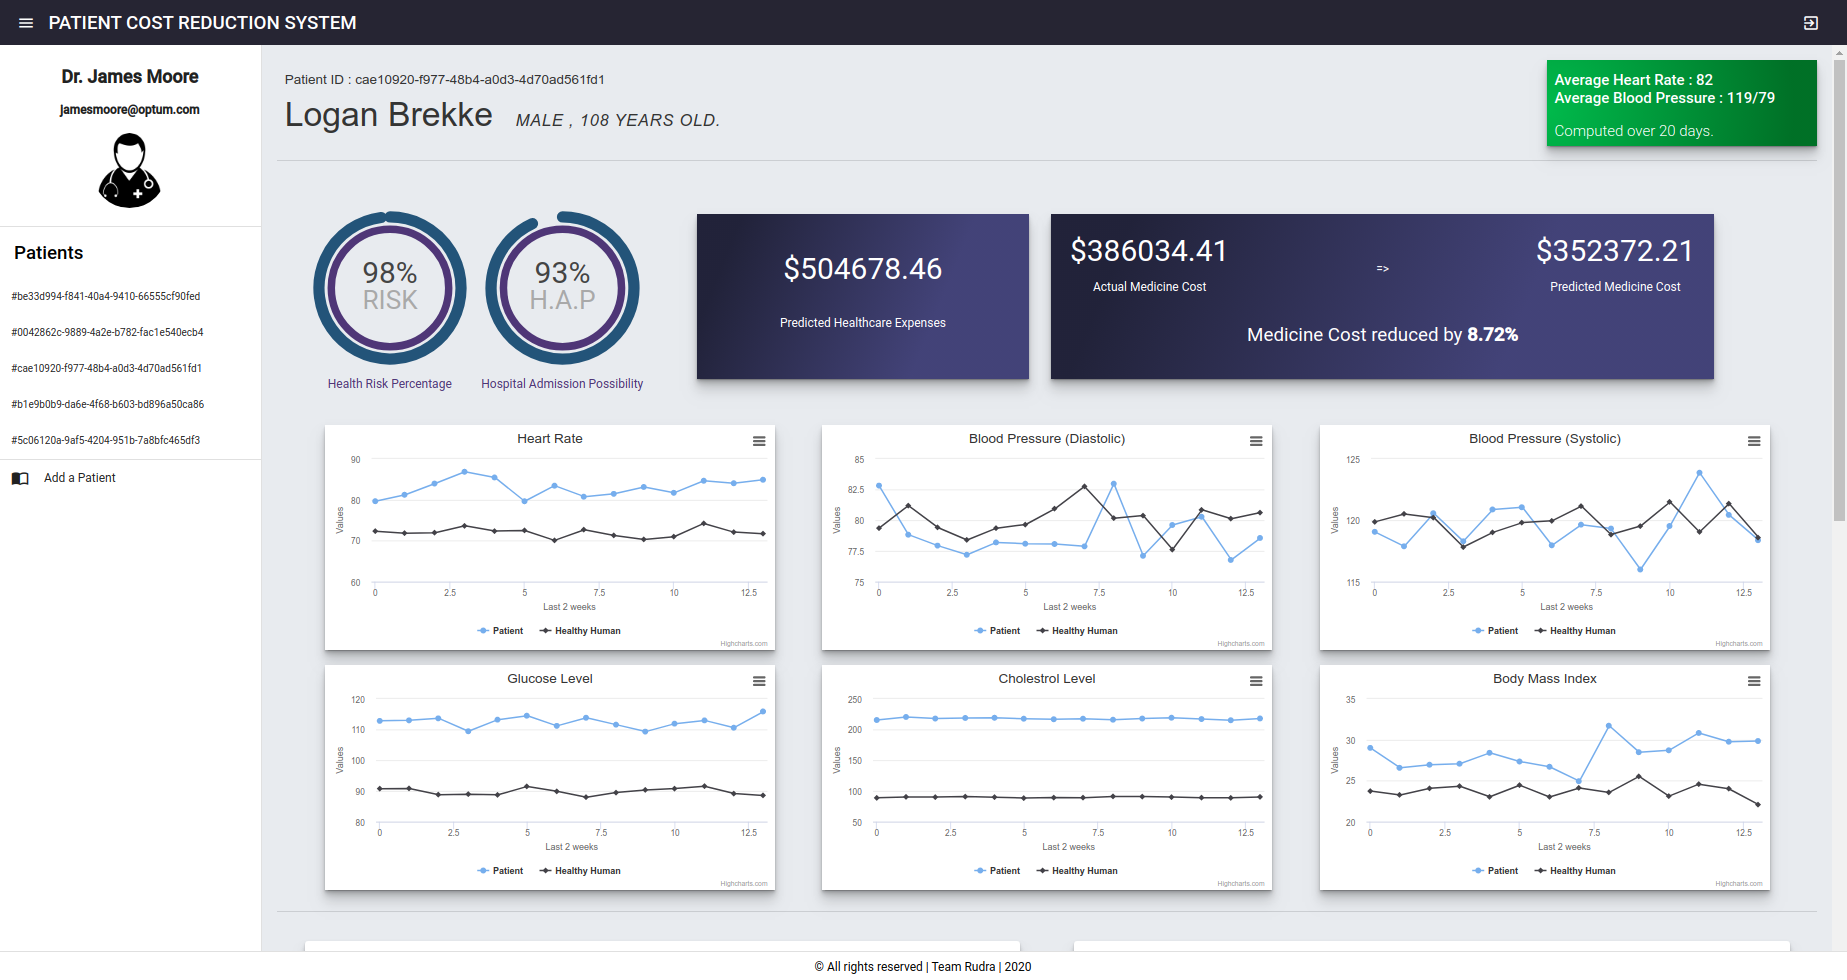 PATIENT COST REDUCTION SYSTEM
Dr. James Moore
jamesmoore@optum.com
Patients
#be33d994-f841-40a4-9410-66555cf90fed
#0042862c-9889-4a2e-b782-fac1e540ecb4
#cae10920-f977-48b4-a0d3-4d70ad561fd1
#b1e9b0b9-da6e-4f68-b603-bd896a50ca86
#5c06120a-9af5-4204-951b-7a8bfc465df3
Add a Patient
Patient ID : cae10920-f977-48b4-a0d3-4d70ad561fd1
Logan Brekke MALE , 108 YEARS OLD.
Average Heart Rate : 82
Average Blood Pressure : 119/79
Computed over 20 days.
98%
RISK
Health Risk Percentage
93%
H.A.P
Hospital Admission Possibility
$504678.46
Predicted Healthcare Expenses
$386034.41
Actual Medicine Cost
=>
$352372.21
Predicted Medicine Cost
Medicine Cost reduced by 8.72%
Heart Rate
90
80
70
60
Values
0 2.5 5 7.5 10 12.5
Last 2 weeks
Patient Healthy Human
Highcharts.com
Blood Pressure (Diastolic)
85
82.5
80
77.5
75
Values
0 2.5 5 7.5 10 12.5
Last 2 weeks
Patient Healthy Human
Highcharts.com
Blood Pressure (Systolic)
125
120
115
Values
0 2.5 5 7.5 10 12.5
Last 2 weeks
Patient Healthy Human
Highcharts.com
Glucose Level
120
110
100
90
80
Values
0 2.5 5 7.5 10 12.5
Last 2 weeks
Patient Healthy Human
Highcharts.com
Cholestrol Level
250
200
150
100
50
Values
0 2.5 5 7.5 10 12.5
Last 2 weeks
Patient Healthy Human
Highcharts.com
Body Mass Index
35
30
25
20
Values
0 2.5 5 7.5 10 12.5
Last 2 weeks
Patient Healthy Human
Highcharts.com
© All rights reserved | Team Rudra | 2020